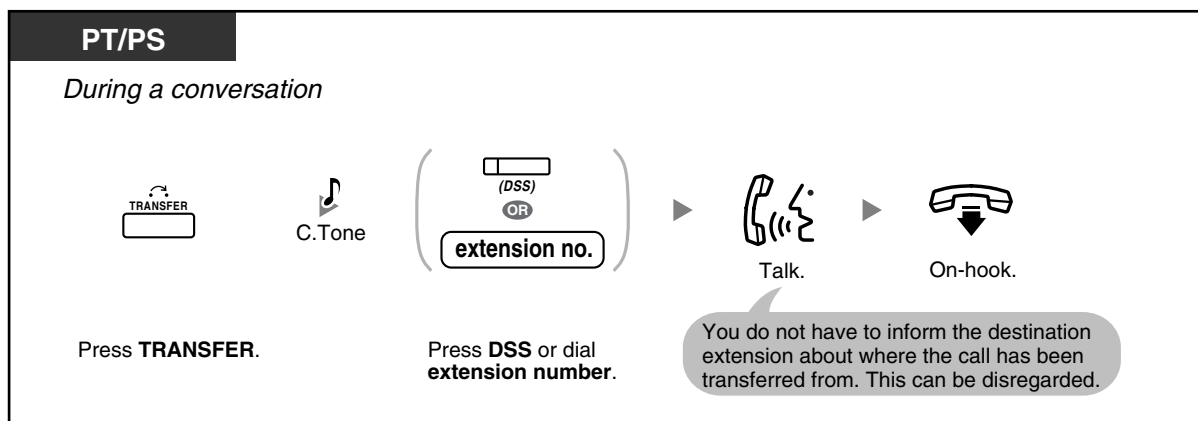 PT/PS
During a conversation
TRANSFER
C.Tone
(DSS)
OR
extension no.
Talk.
On-hook.
Press TRANSFER.
Press DSS or dial
extension number.
You do not have to inform the destination
extension about where the call has been
transferred from. This can be disregarded.